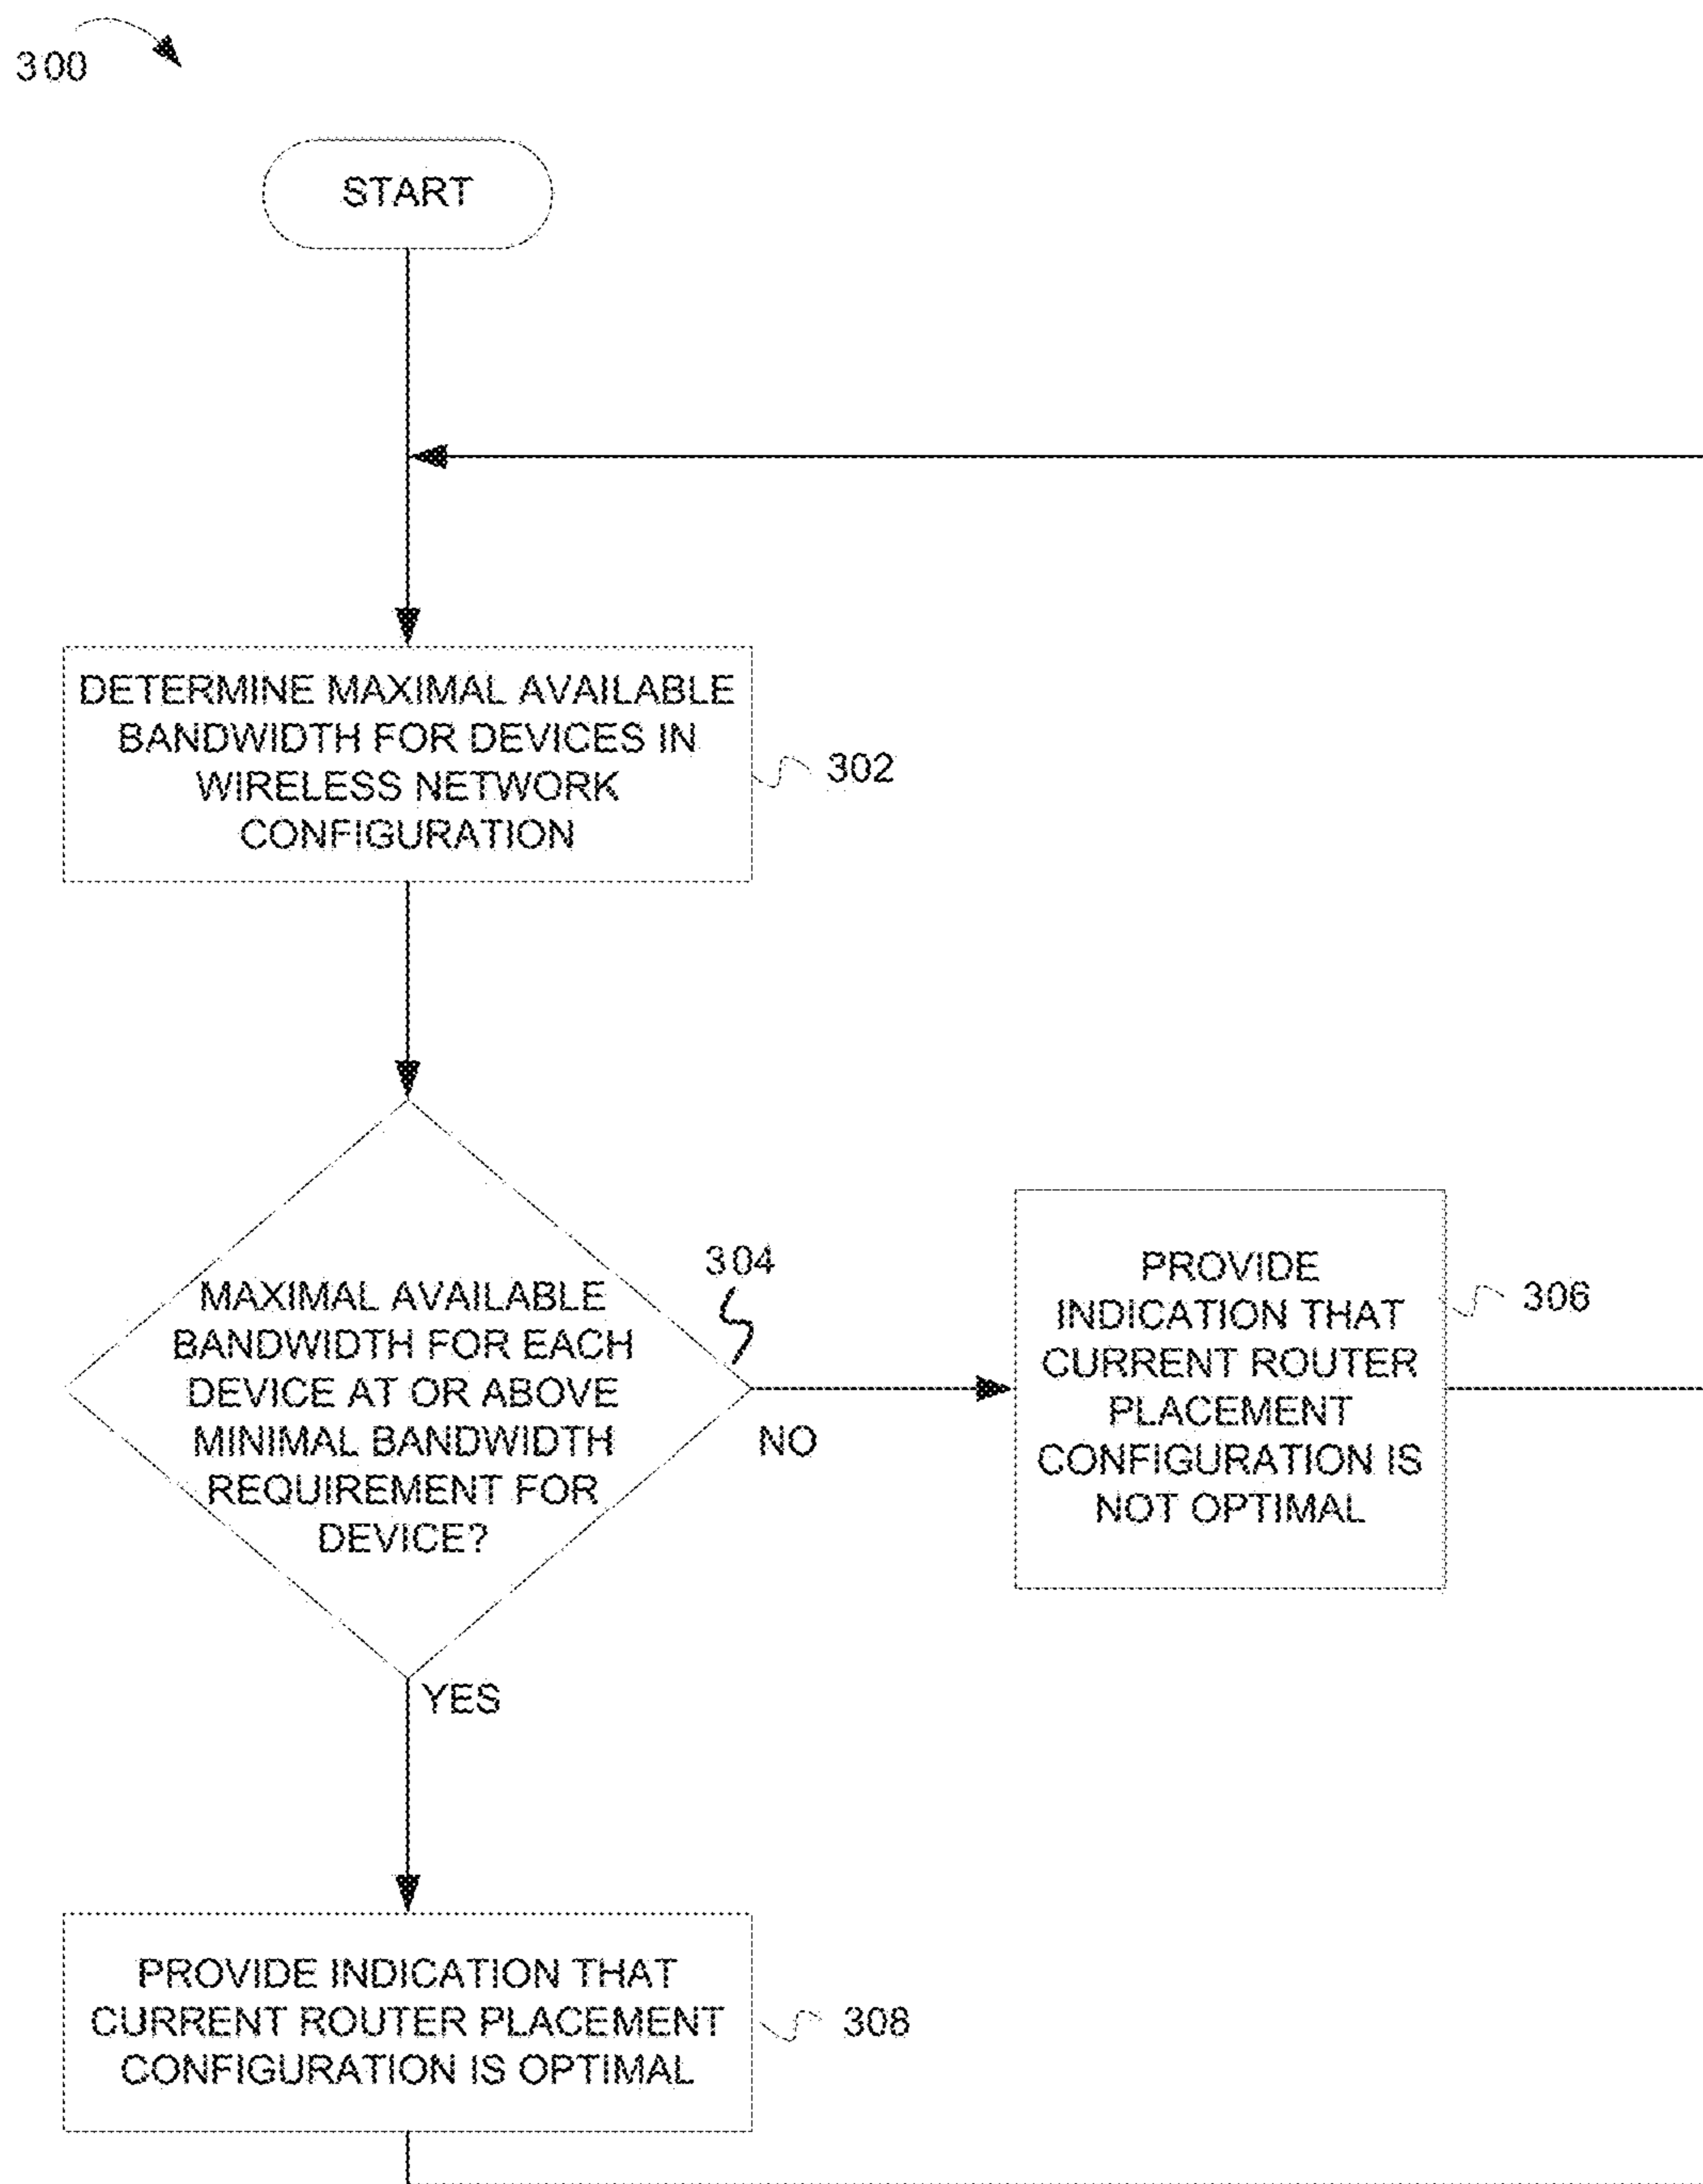 300
START
DETERMINE MAXIMAL AVAILABLE
BANDWIDTH FOR DEVICES IN
WIRELESS NETWORK
CONFIGURATION
302
304
MAXIMAL AVAILABLE
BANDWIDTH FOR EACH
DEVICE AT OR ABOVE
MINIMAL BANDWIDTH
REQUIREMENT FOR
DEVICE?
NO
PROVIDE
INDICATION THAT
CURRENT ROUTER
PLACEMENT
CONFIGURATION IS
NOT OPTIMAL
306
YES
PROVIDE INDICATION THAT
CURRENT ROUTER PLACEMENT
CONFIGURATION IS OPTIMAL
308